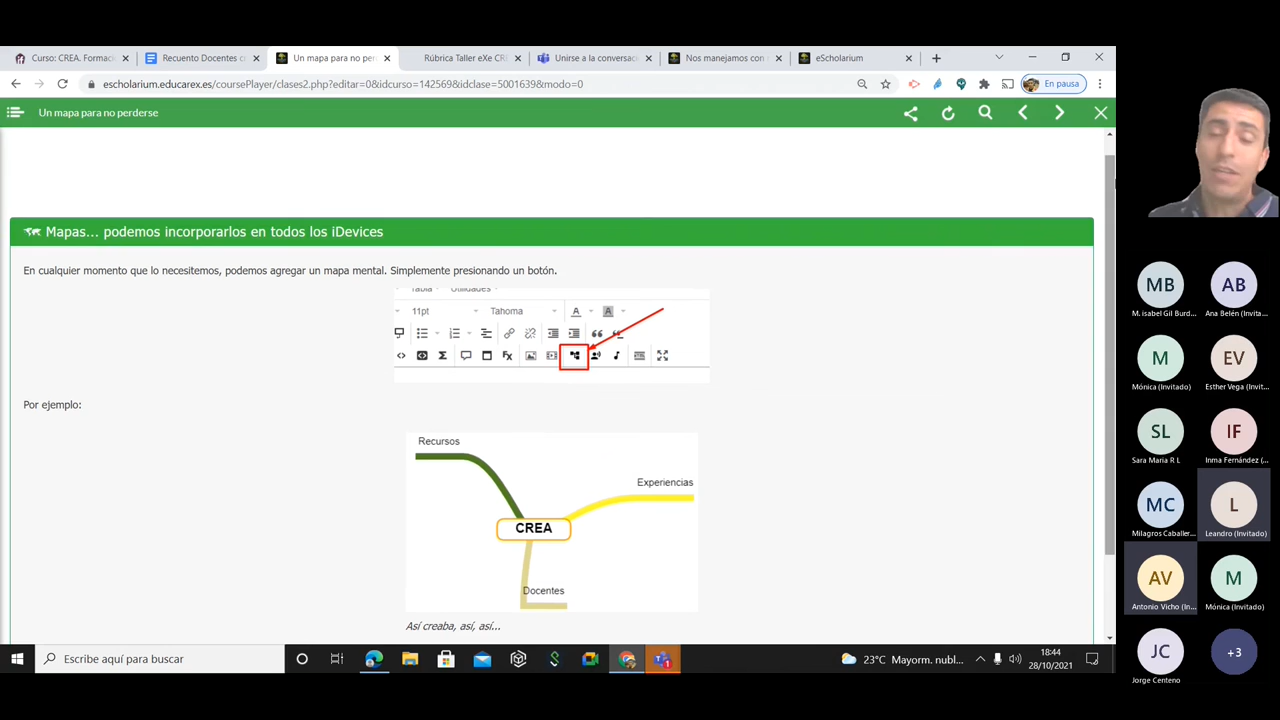 Curso: CREA. Formaci
Recuento Docentes c
Un mapa para no per
Rúbrica Taller eXe CR
Unirse a la conversac
Nos manejamos con
eScholarium
escholarium.educarex.es/coursePlayer/clases2.php?editar=0&idcurso=142569&idclase=5001639&modo=0
En pausa
Un mapa para no perderse
Mapas... podemos incorporarlos en todos los iDevices
En cualquier momento que lo necesitemos, podemos agregar un mapa mental. Simplemente presionando un botón.
Tabla Utilidades
11pt Tahoma A A
Fx
Por ejemplo:
Recursos
Experiencias
CREA
Docentes
Así creaba, así, así...
Escribe aquí para buscar
1
23°C Mayorm. nubl...
18:44
28/10/2021
MB
M. isabel Gil Burd...
AB
Ana Belén (Invita...
M
Mónica (Invitado)
EV
Esther Vega (Invit...
SL
Sara Maria R L
IF
Inma Fernández (...
MC
Milagros Caballer...
L
Leandro (Invitado)
AV
Antonio Vicho (In...
M
Mónica (Invitado)
JC
Jorge Centeno
+3